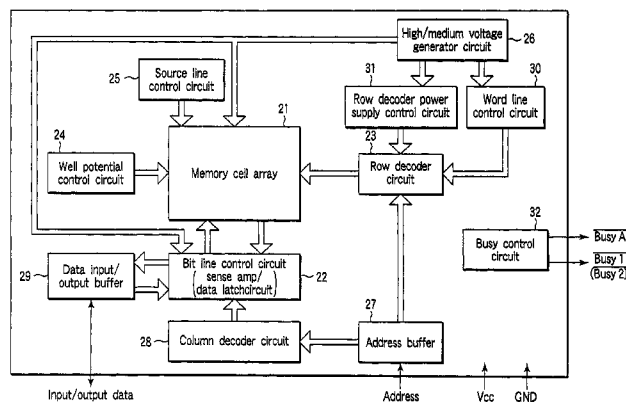 High/medium voltage
generator circuit
26
25
Source line
control circuit
31
30
21
Row decoder power
supply control circuit
Word line
control circuit
24
23
Well potential
control circuit
Memory cell array
Row decoder
circuit
32
Busy control
circuit
Busy A
Busy 1
(Busy 2)
29
Data input/
output buffer
Bit line control circuit
(sense amp/
data latchcircuit)
22
27
28
Column decoder circuit
Address buffer
Input/output data
Address
Vcc
GND